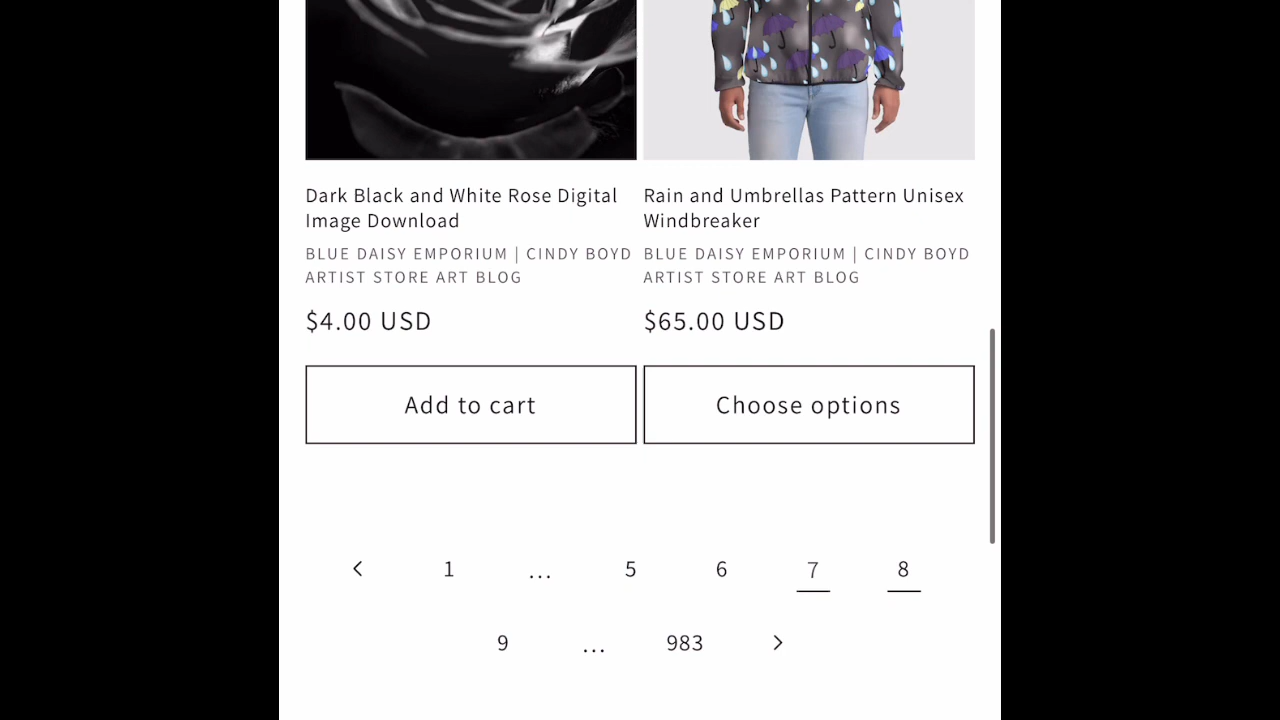 Dark Black and White Rose Digital
Image Download
BLUE DAISY EMPORIUM | CINDY BOYD
ARTIST STORE ART BLOG
$4.00 USD
Add to cart
Rain and Umbrellas Pattern Unisex
Windbreaker
BLUE DAISY EMPORIUM | CINDY BOYD
ARTIST STORE ART BLOG
$65.00 USD
Choose options
1 ... 5 6 7 8
9 ... 983